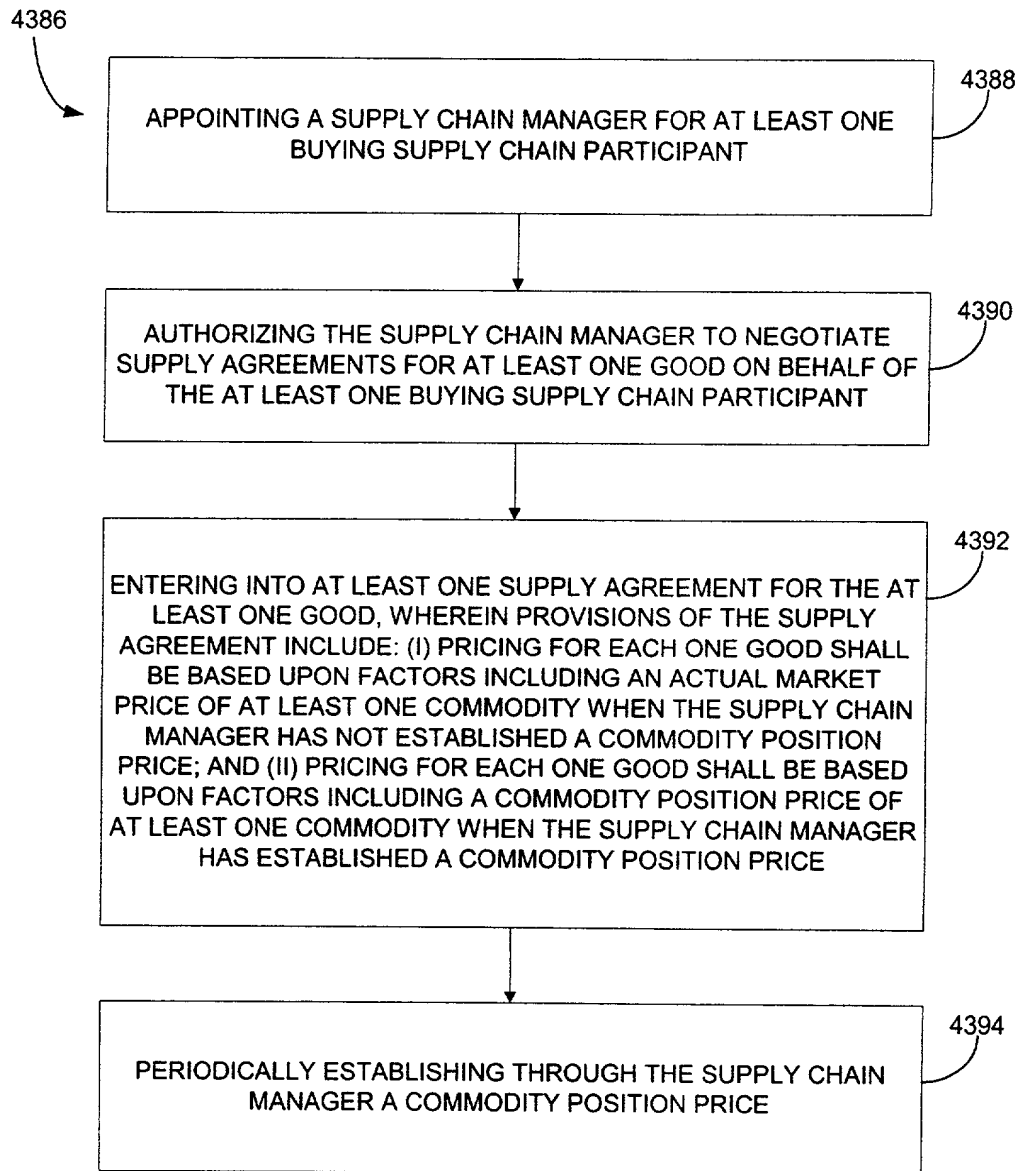 4386
4388
APPOINTING A SUPPLY CHAIN MANAGER FOR AT LEAST ONE
BUYING SUPPLY CHAIN PARTICIPANT
4390
AUTHORIZING THE SUPPLY CHAIN MANAGER TO NEGOTIATE
SUPPLY AGREEMENTS FOR AT LEAST ONE GOOD ON BEHALF OF
THE AT LEAST ONE BUYING SUPPLY CHAIN PARTICIPANT
4392
ENTERING INTO AT LEAST ONE SUPPLY AGREEMENT FOR THE AT
LEAST ONE GOOD, WHEREIN PROVISIONS OF THE SUPPLY
AGREEMENT INCLUDE: (I) PRICING FOR EACH ONE GOOD SHALL
BE BASED UPON FACTORS INCLUDING AN ACTUAL MARKET
PRICE OF AT LEAST ONE COMMODITY WHEN THE SUPPLY CHAIN
MANAGER HAS NOT ESTABLISHED A COMMODITY POSITION
PRICE; AND (II) PRICING FOR EACH ONE GOOD SHALL BE BASED
UPON FACTORS INCLUDING A COMMODITY POSITION PRICE OF
AT LEAST ONE COMMODITY WHEN THE SUPPLY CHAIN MANAGER
HAS ESTABLISHED A COMMODITY POSITION PRICE
4394
PERIODICALLY ESTABLISHING THROUGH THE SUPPLY CHAIN
MANAGER A COMMODITY POSITION PRICE